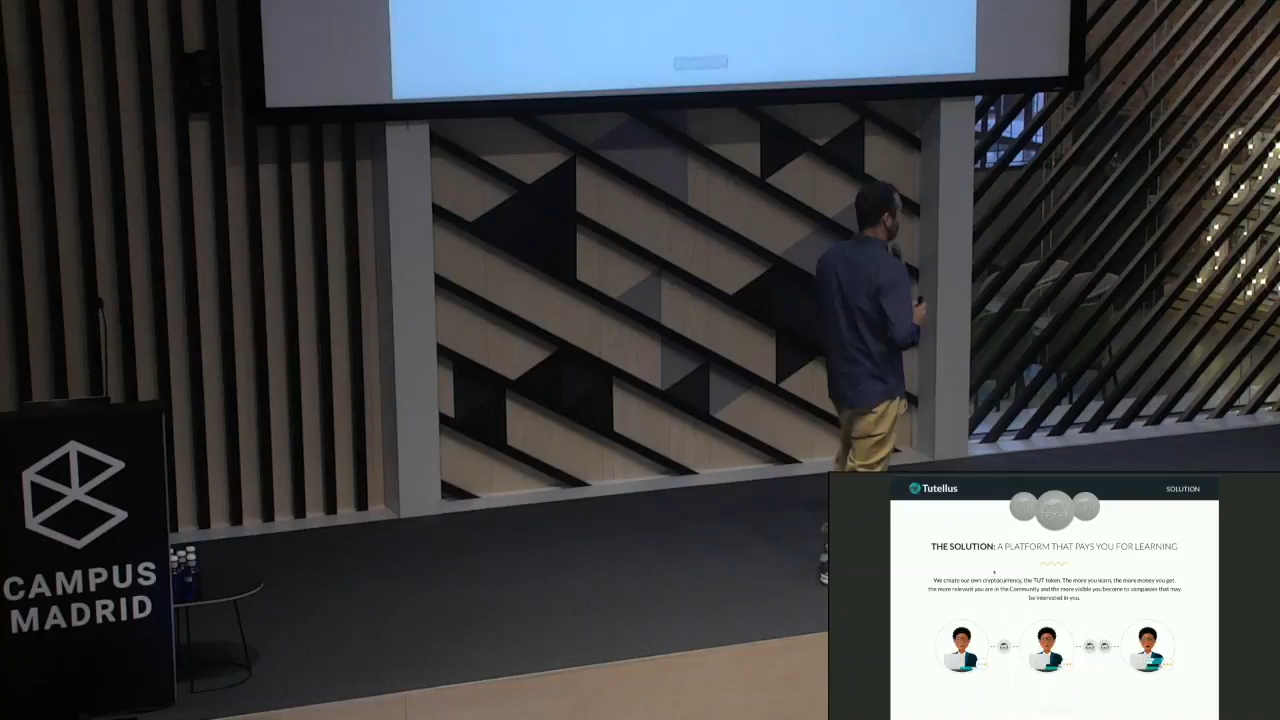 CAMPUS
MADRID
Tutellus
SOLUTION
THE SOLUTION: A PLATFORM THAT PAYS YOU FOR LEARNING
We create our own cryptocurrency, the TUT token. The more you learn, the more money you get,
the more relevant you are in the Community and the more visible you become to companies that may
be interested in you.